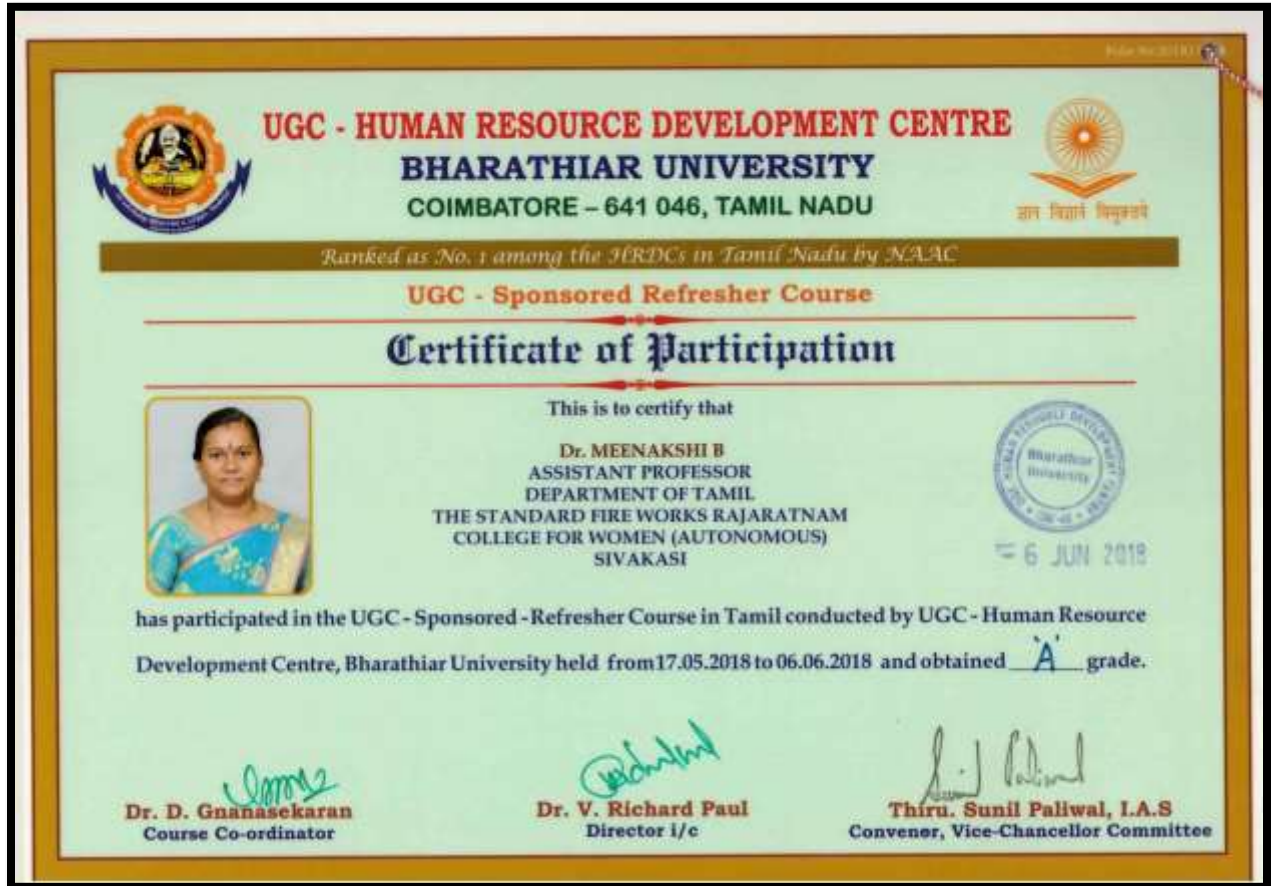 UGC - HUMAN RESOURCE DEVELOPMENT CENTRE
BHARATHIAR UNIVERSITY
COIMBATORE – 641 046, TAMIL NADU
ज्ञान विज्ञानं विमुक्तये
Ranked as No. 1 among the HRDCs in Tamil Nadu by NAAC
UGC - Sponsored Refresher Course
Certificate of Participation
This is to certify that
Dr. MEENAKSHI B
ASSISTANT PROFESSOR
DEPARTMENT OF TAMIL
THE STANDARD FIRE WORKS RAJARATNAM
COLLEGE FOR WOMEN (AUTONOMOUS)
SIVAKASI
Bharathiar
University
6 JUN 2018
has participated in the UGC - Sponsored - Refresher Course in Tamil conducted by UGC - Human Resource
Development Centre, Bharathiar University held from 17.05.2018 to 06.06.2018 and obtained 'A' grade.
Dr. D. Gnanasekaran
Course Co-ordinator
Dr. V. Richard Paul
Director i/c
Thiru. Sunil Paliwal, I.A.S
Convener, Vice-Chancellor Committee